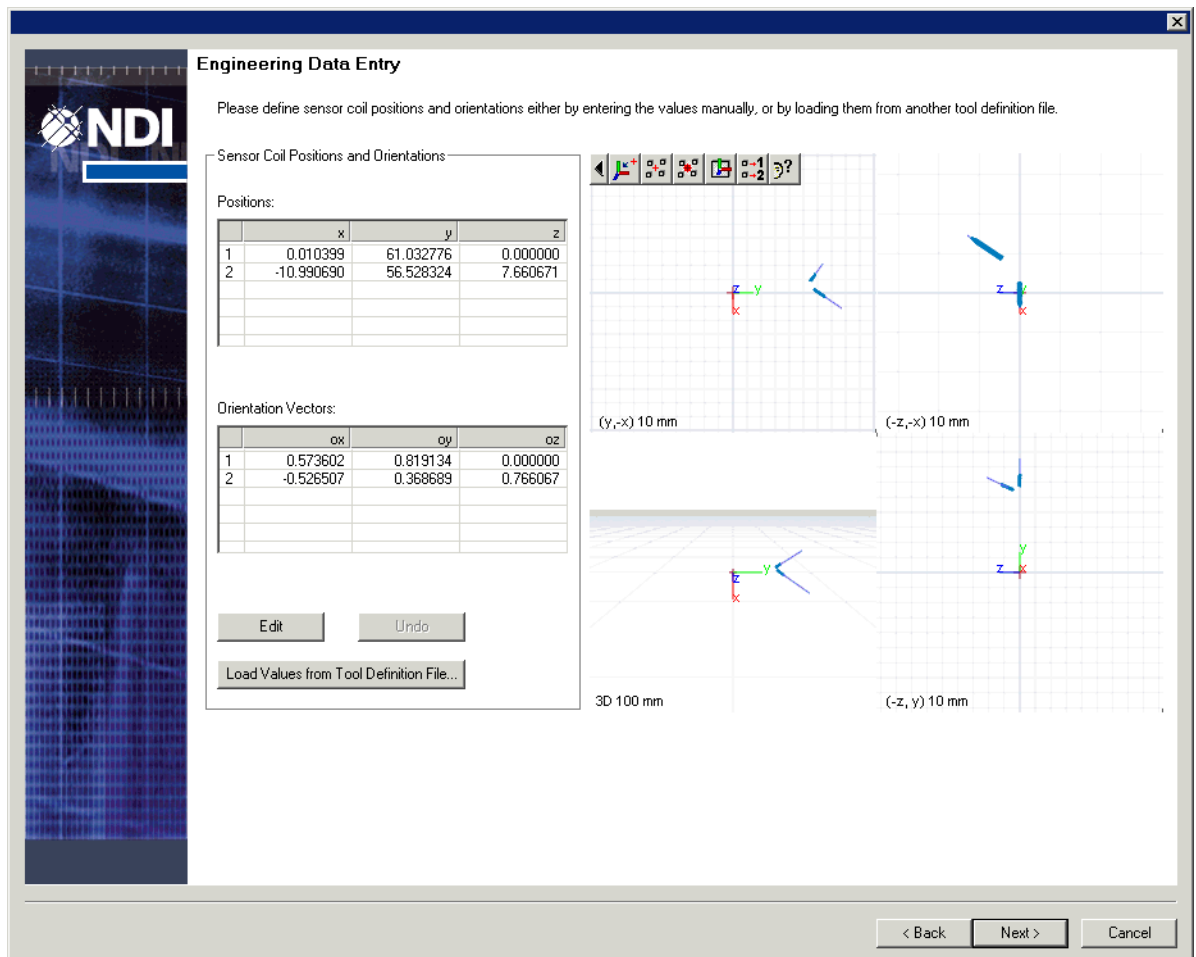 Engineering Data Entry
NDI
Please define sensor coil positions and orientations either by entering the values manually, or by loading them from another tool definition file.
Sensor Coil Positions and Orientations
Positions:
x y z
1 0.010399 61.032776 0.000000
2 -10.990690 56.528324 7.660671
Orientation Vectors:
ox oy oz
1 0.573602 0.819134 0.000000
2 -0.526507 0.368689 0.766067
Edit Undo
Load Values from Tool Definition File...
1
2
?
z y
x
(y,-x) 10 mm
z y
x
(-z,-x) 10 mm
y
z
x
3D 100 mm
y
z x
(-z, y) 10 mm
< Back Next > Cancel